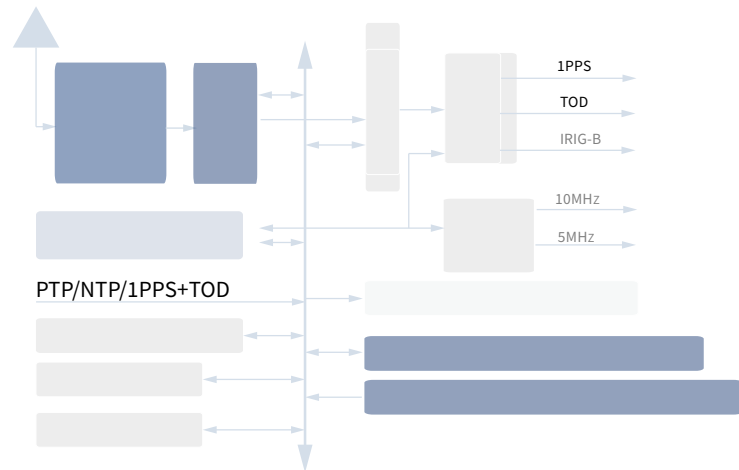 1PPS
TOD
IRIG-B
10MHz
5MHz
PTP/NTP/1PPS+TOD